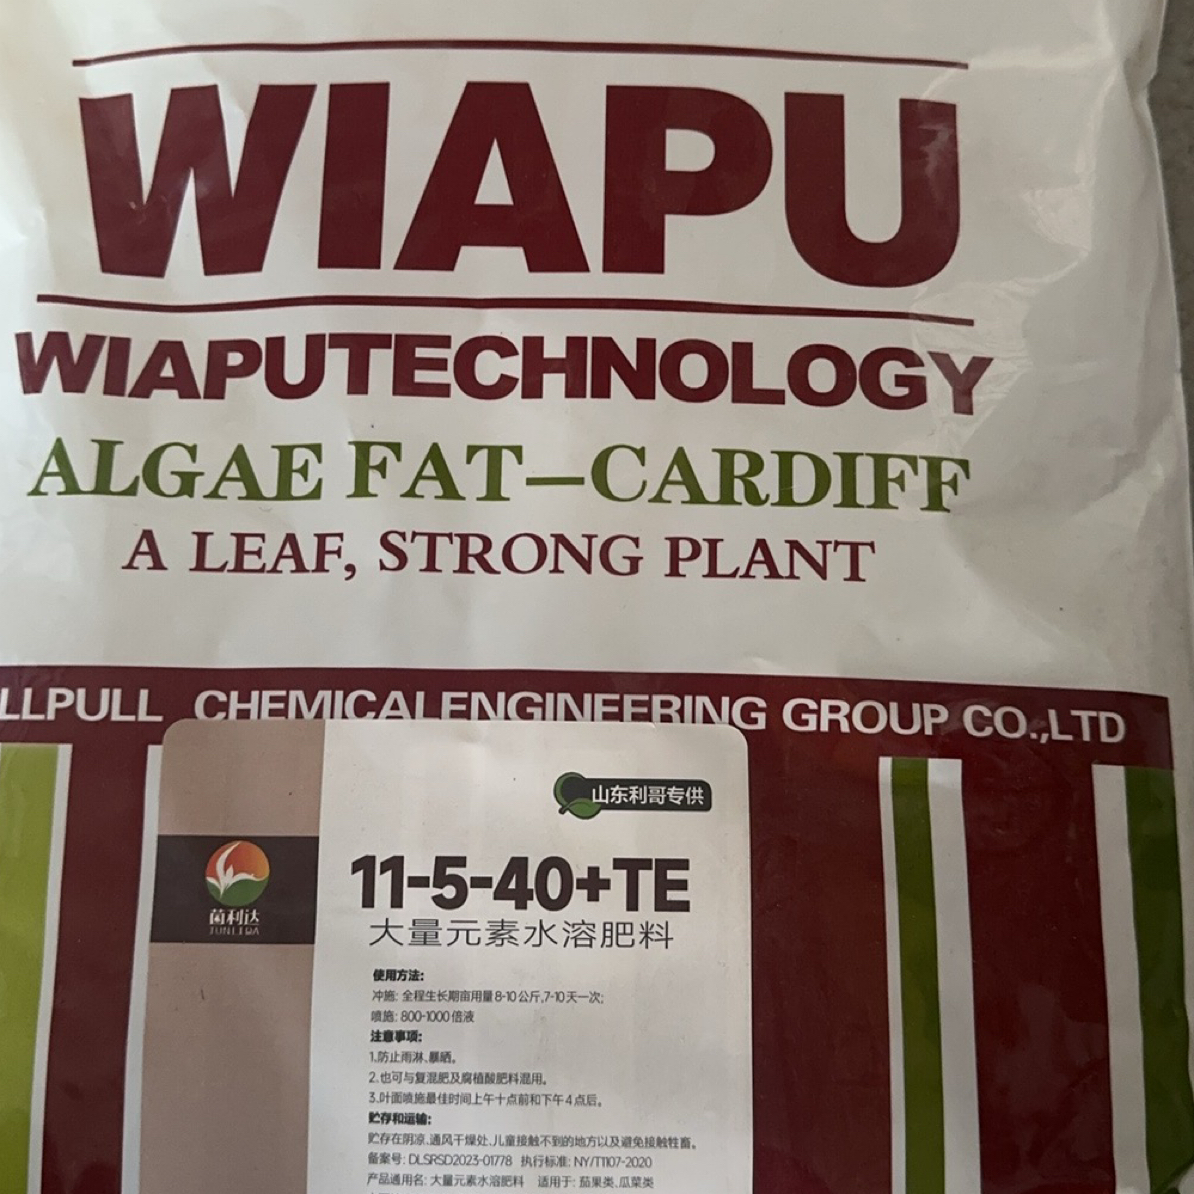 WIAPU
WIAPUTECHNOLOGY
ALGAE FAT–CARDIFF
A LEAF, STRONG PLANT
LLPULL CHEMICALENGINEERING GROUP CO.,LTD
山东利哥专供
11-5-40+TE
大量元素水溶肥料
菌利达
JUNLIDA
使用方法:
冲施: 全程生长期亩用量8-10公斤,7-10天一次;
喷施: 800-1000倍液
注意事项:
1.防止雨淋、暴晒。
2.也可与复混肥及腐植酸肥料混用。
3.叶面喷施最佳时间上午十点前和下午4点后。
贮存和运输:
贮存在阴凉、通风干燥处、儿童接触不到的地方以及避免接触牲畜。
备案号: DLSRSD2023-01778 执行标准: NY/T1107-2020
产品通用名: 大量元素水溶肥料 适用于: 茄果类、瓜菜类